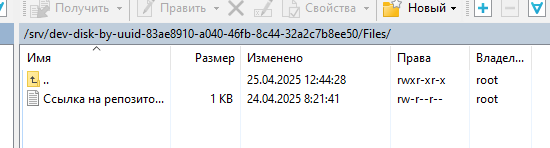 Получить Править Свойства Новый
/srv/dev-disk-by-uuid-83ae8910-a040-46fb-8c44-32a2c7b8ee50/Files/
Имя Размер Изменено Права Владел...
.. 25.04.2025 12:44:28 rwxr-xr-x root
Ссылка на репозито... 1 KB 24.04.2025 8:21:41 rw-r--r-- root